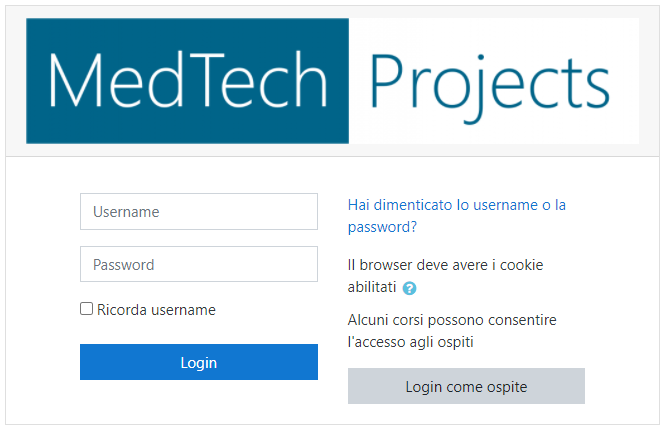 MedTech Projects
Username
Password
Ricorda username
Login
Hai dimenticato lo username o la
password?
Il browser deve avere i cookie
abilitati ?
Alcuni corsi possono consentire
l'accesso agli ospiti
Login come ospite